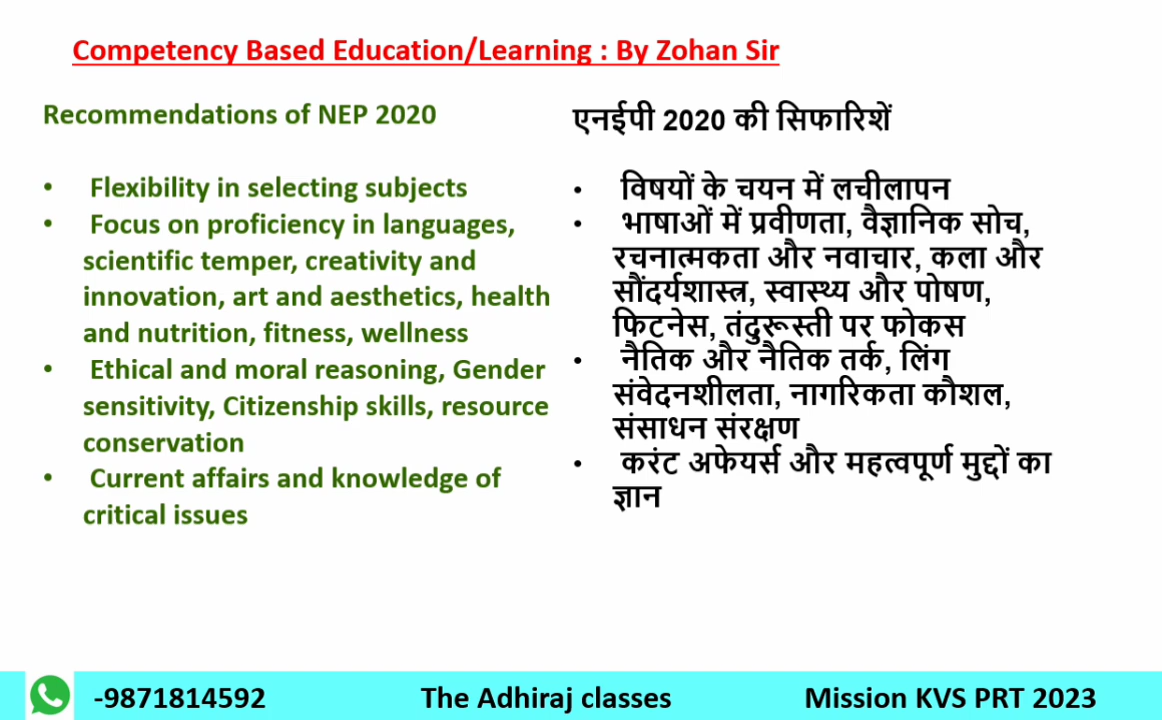 Competency Based Education/Learning : By Zohan Sir
Recommendations of NEP 2020
• Flexibility in selecting subjects
• Focus on proficiency in languages,
scientific temper, creativity and
innovation, art and aesthetics, health
and nutrition, fitness, wellness
• Ethical and moral reasoning, Gender
sensitivity, Citizenship skills, resource
conservation
• Current affairs and knowledge of
critical issues
एनईपी 2020 की सिफारिशें
• विषयों के चयन में लचीलापन
• भाषाओं में प्रवीणता, वैज्ञानिक सोच,
रचनात्मकता और नवाचार, कला और
सौंदर्यशास्त्र, स्वास्थ्य और पोषण,
फिटनेस, तंदुरूस्ती पर फोकस
• नैतिक और नैतिक तर्क, लिंग
संवेदनशीलता, नागरिकता कौशल,
संसाधन संरक्षण
• करंट अफेयर्स और महत्वपूर्ण मुद्दों का
ज्ञान
-9871814592 The Adhiraj classes Mission KVS PRT 2023